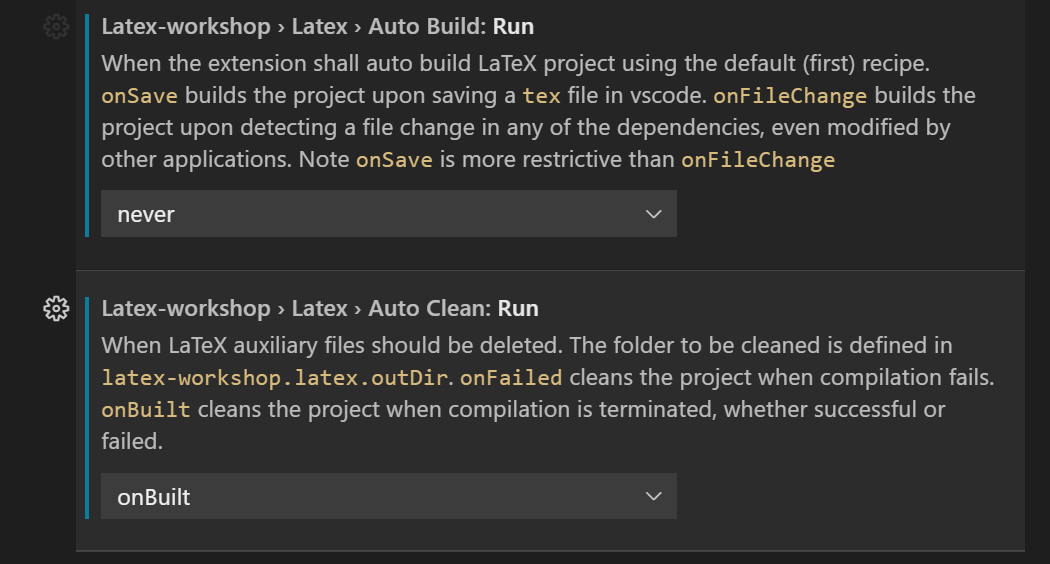 Latex-workshop › Latex › Auto Build: Run
When the extension shall auto build LaTeX project using the default (first) recipe.
onSave builds the project upon saving a tex file in vscode. onFileChange builds the
project upon detecting a file change in any of the dependencies, even modified by
other applications. Note onSave is more restrictive than onFileChange
never
Latex-workshop › Latex › Auto Clean: Run
When LaTeX auxiliary files should be deleted. The folder to be cleaned is defined in
latex-workshop.latex.outDir. onFailed cleans the project when compilation fails.
onBuilt cleans the project when compilation is terminated, whether successful or
failed.
onBuilt